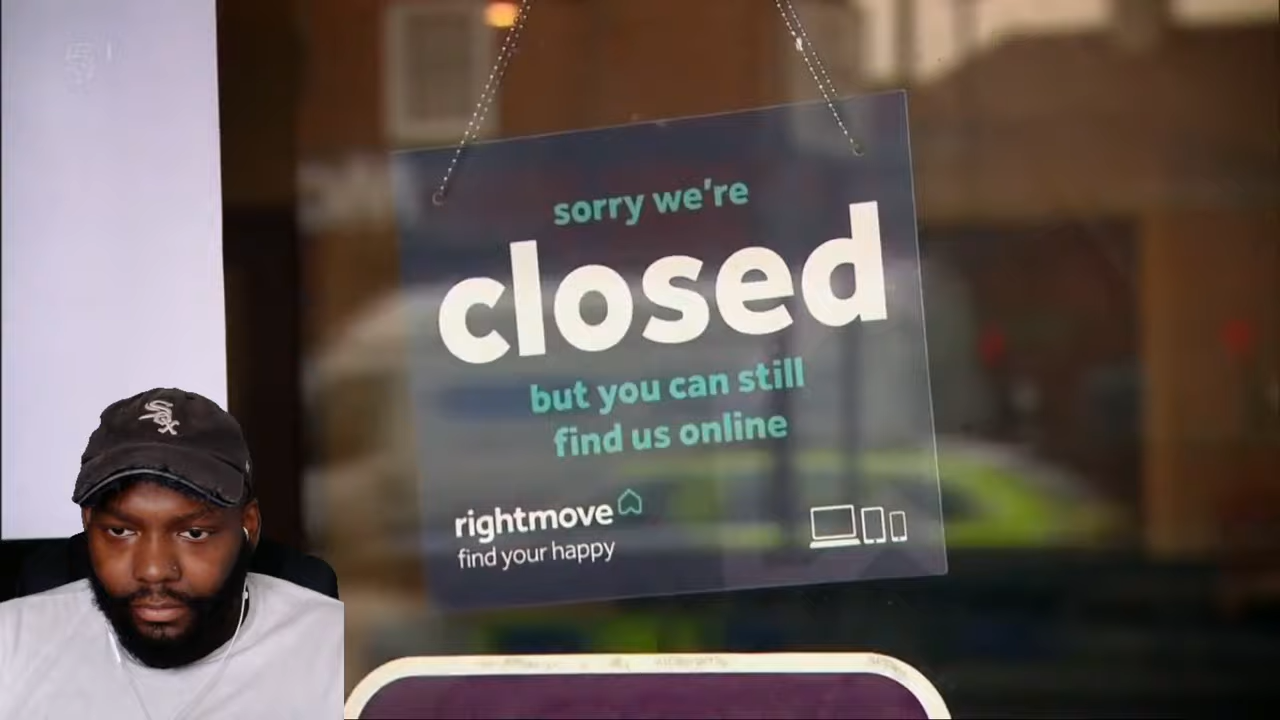 sorry we're
closed
but you can still
find us online
rightmove
find your happy
Sox